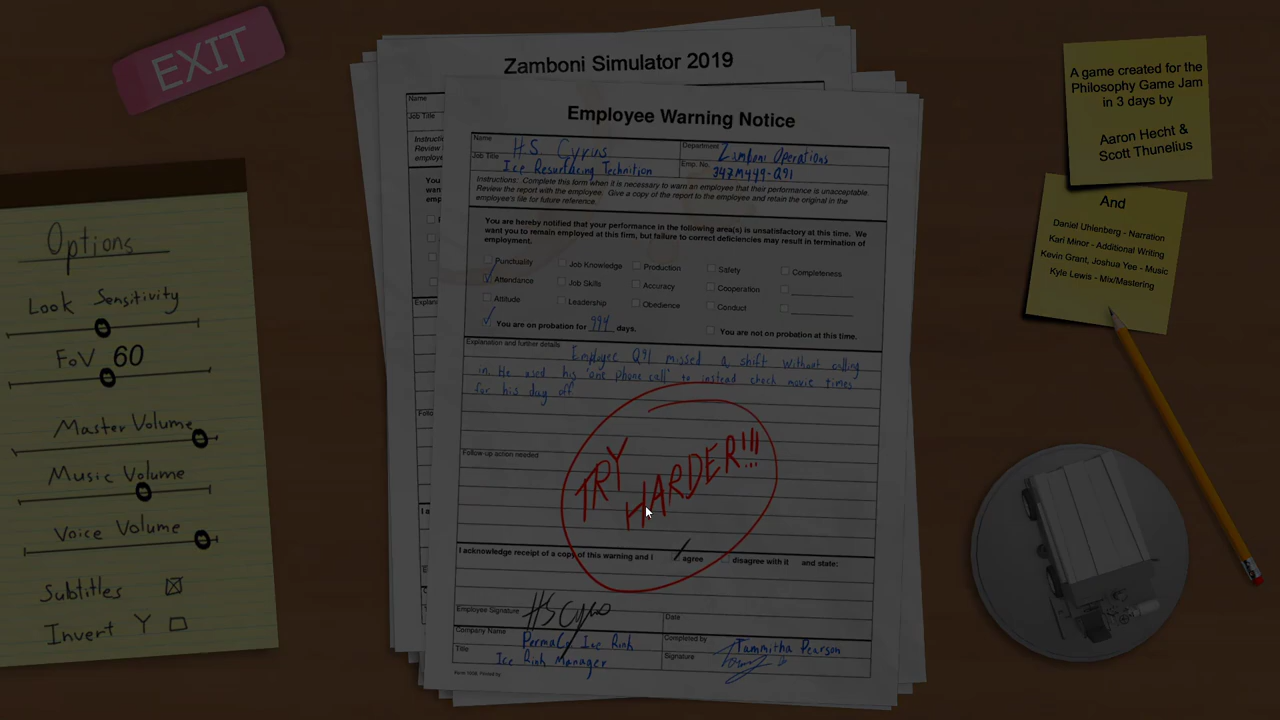 EXIT
Options
Look Sensitivity
FoV 60
Master Volume
Music Volume
Voice Volume
Subtitles
Invert Y
Zamboni Simulator 2019
Name
Job Title
Employee Warning Notice
Name
H.S. Cyrus
Department
Zamboni Operations
Job Title
Ice Resurfacing Technition
Emp. No.
347M449-Q91
Instructions: Complete this form when it is necessary to warn an employee that their performance is unacceptable.
Review the report with the employee. Give a copy of the report to the employee and retain the original in the
employee's file for future reference.
You are hereby notified that your performance in the following area(s) is unsatisfactory at this time. We
want you to remain employed at this firm, but failure to correct deficiencies may result in termination of
employment.
Punctuality Job Knowledge Production Safety Completeness
Attendance Job Skills Accuracy Cooperation
Attitude Leadership Obedience Conduct
You are on probation for 994 days. You are not on probation at this time.
Explanation and further details
Employee Q91 missed a shift without calling
in. He used his 'one phone call' to instead check movie times
for his day off
Follow-up action needed
TRY
HARDER!!!
I acknowledge receipt of a copy of this warning and I agree disagree with it and state:
Employee Signature
HS Cyrus
Date
Company Name
PermaCo Ice Rink
Completed by
Tammitha Pearson
Title
Ice Rink Manager
Signature
A game created for the
Philosophy Game Jam
in 3 days by
Aaron Hecht &
Scott Thunelius
And
Daniel Uhlenberg - Narration
Karl Minor - Additional Writing
Kevin Grant, Joshua Yee - Music
Kyle Lewis - Mix/Mastering